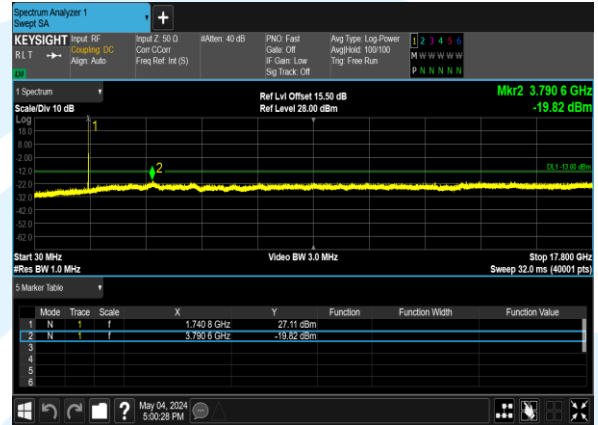 Spectrum Analyzer 1
Swept SA
KEYSIGHT Input: RF Input Z: 50 Ω #Atten: 40 dB PNO: Fast Avg Type: Log-Power 1 2 3 4 5 6
RLT Coupling: DC Corr CCorr Gate: Off Avg|Hold: 100/100 M W W W W W
Align: Auto Freq Ref: Int (S) IF Gain: Low Trig: Free Run P N N N N N
LXI Sig Track: Off
1 Spectrum Ref Lvl Offset 15.50 dB Mkr2 3.790 6 GHz
Scale/Div 10 dB Ref Level 28.00 dBm -19.82 dBm
Log
1
18.0
8.00
-2.00
-12.0 2 DL1 -13.00 dBm
-22.0
-32.0
-42.0
-52.0
-62.0
Start 30 MHz Video BW 3.0 MHz Stop 17.800 GHz
#Res BW 1.0 MHz Sweep 32.0 ms (40001 pts)
5 Marker Table
Mode Trace Scale X Y Function Function Width Function Value
1 N 1 f 1.740 8 GHz 27.11 dBm
2 N 1 f 3.790 6 GHz -19.82 dBm
3
4
5
6
? May 04, 2024
5:00:28 PM